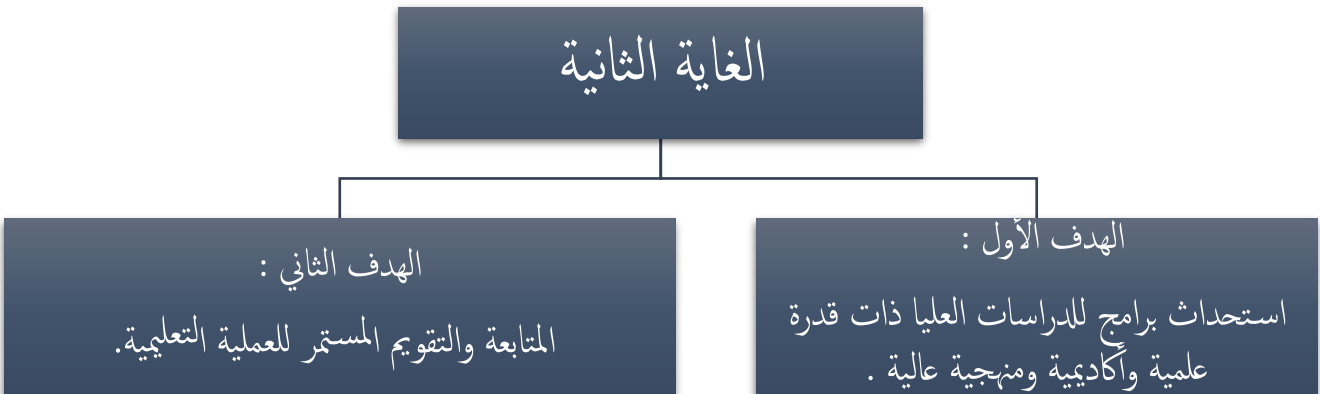 الغاية الثانية
الهدف الأول :
استحداث برامج للدراسات العليا ذات قدرة
علمية وأكاديمية ومنهجية عالية .
الهدف الثاني :
المتابعة والتقويم المستمر للعملية التعليمية.